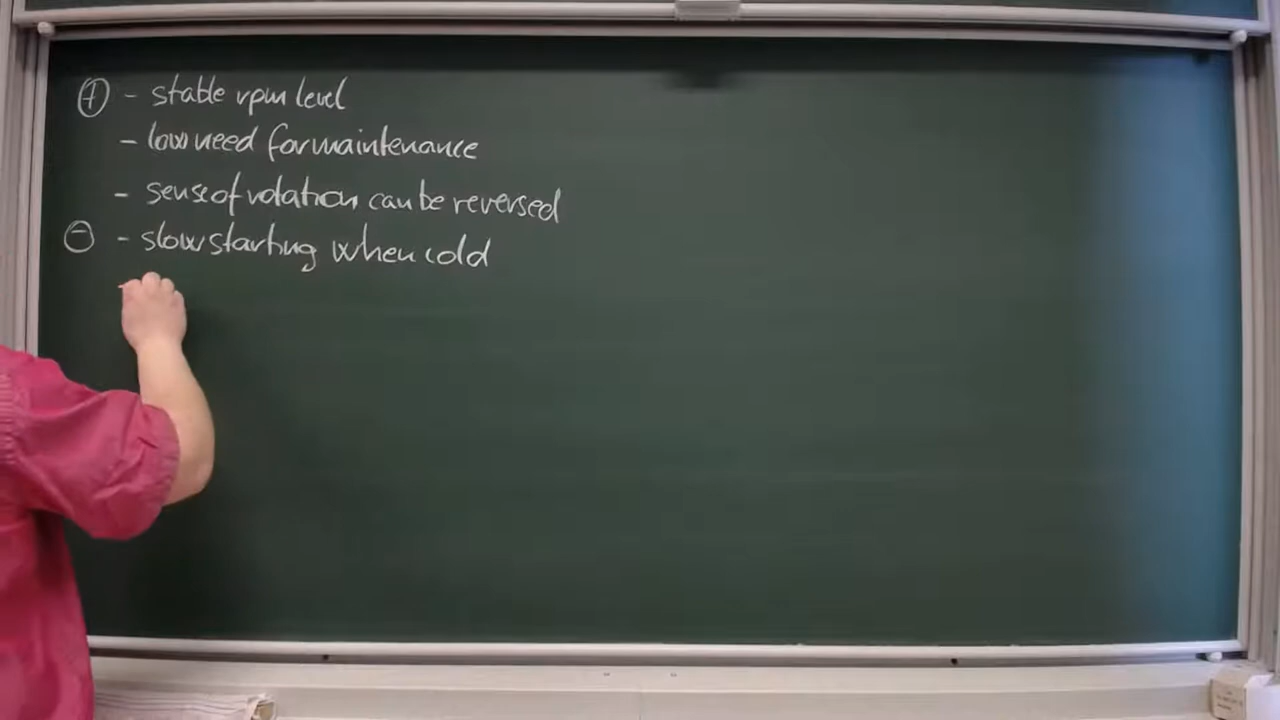 ⊕ - stable rpm level
- low need for maintenance
- sense of rotation can be reversed
⊖ - slow starting when cold